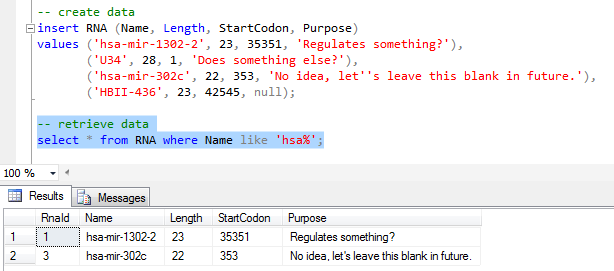 -- create data
insert RNA (Name, Length, StartCodon, Purpose)
values ('hsa-mir-1302-2', 23, 35351, 'Regulates something?'),
('U34', 28, 1, 'Does something else?'),
('hsa-mir-302c', 22, 353, 'No idea, let''s leave this blank in future.'),
('HBII-436', 23, 42545, null);
-- retrieve data
select * from RNA where Name like 'hsa%';
100 %
Results Messages
RnaId Name Length StartCodon Purpose
1 1 hsa-mir-1302-2 23 35351 Regulates something?
2 3 hsa-mir-302c 22 353 No idea, let's leave this blank in future.